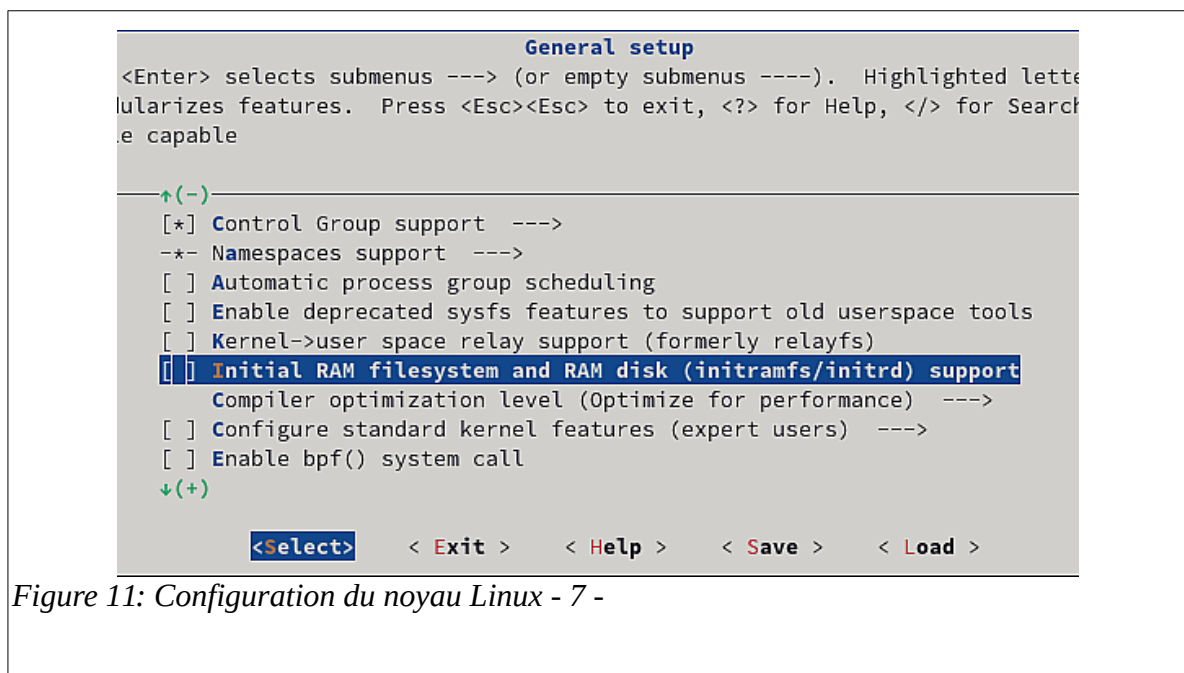 General setup
<Enter> selects submenus ---> (or empty submenus ----). Highlighted lette
ularizes features. Press <Esc><Esc> to exit, <?> for Help, </> for Search
e capable
↑(-)
[*] Control Group support --->
-*- Namespaces support --->
[ ] Automatic process group scheduling
[ ] Enable deprecated sysfs features to support old userspace tools
[ ] Kernel->user space relay support (formerly relayfs)
[ ] Initial RAM filesystem and RAM disk (initramfs/initrd) support
Compiler optimization level (Optimize for performance) --->
[ ] Configure standard kernel features (expert users) --->
[ ] Enable bpf() system call
↓(+)
<Select> < Exit > < Help > < Save > < Load >
Figure 11: Configuration du noyau Linux - 7 -